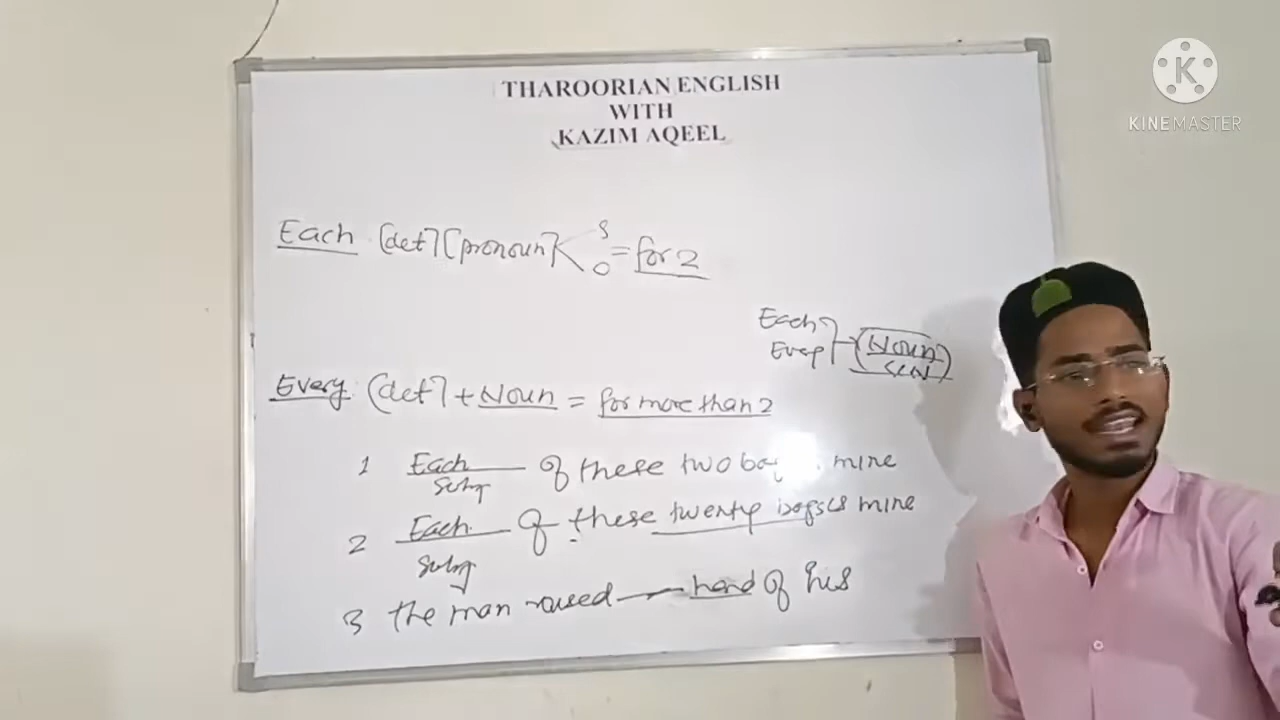 THAROORIAN ENGLISH
WITH
KAZIM AQEEL
KINEMASTER
Each [det] [pronoun] < S O = for 2
Each
Every (Noun)
Every (det) + Noun = for more than 2
1 Each of these two mine
Subj
2 Each of these twenty mine
Subj
3 the man raised hand of his